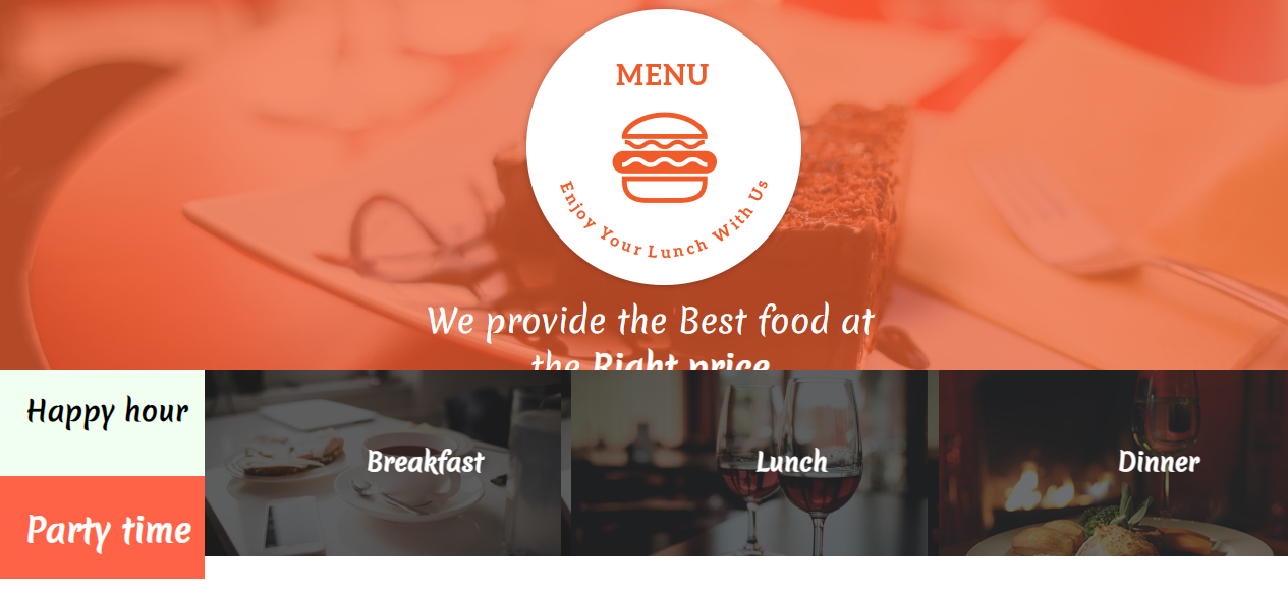 MENU
Enjoy Your Lunch With Us
We provide the Best food at
the Right price
Happy hour
Breakfast
Lunch
Dinner
Party time